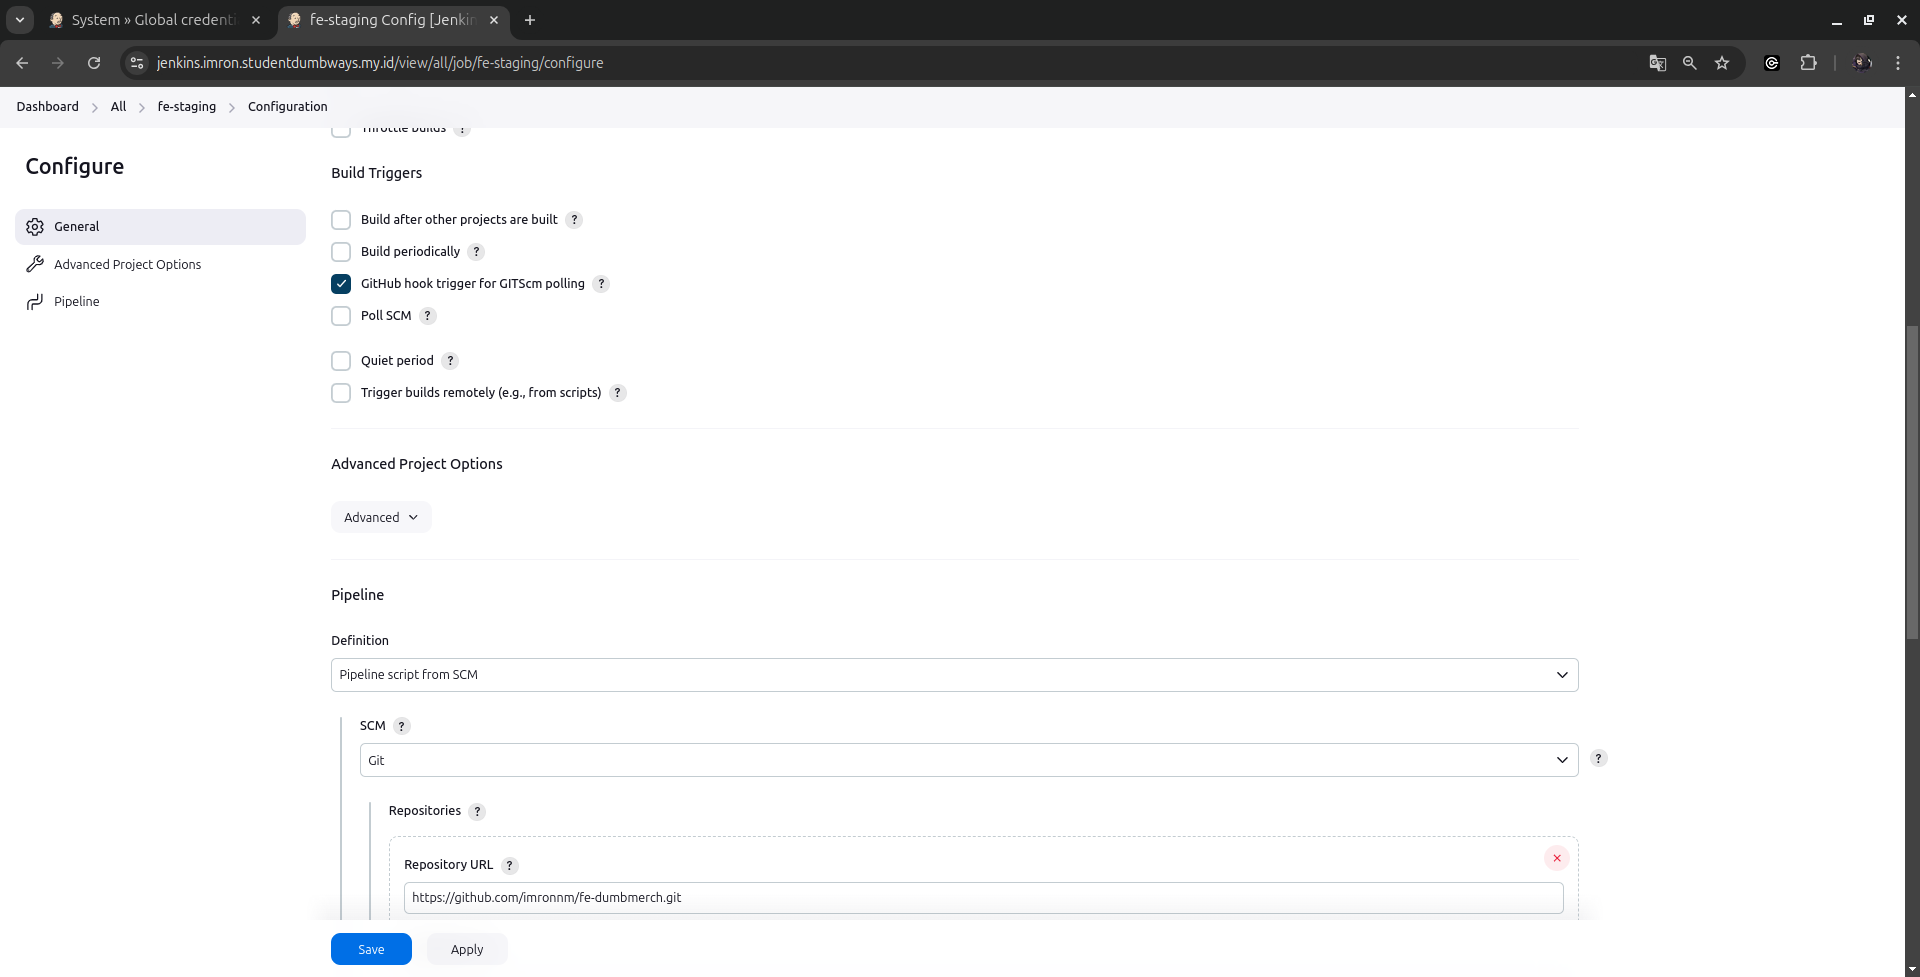 System » Global credenti
fe-staging Config [Jenkin
jenkins.imron.studentdumbways.my.id/view/all/job/fe-staging/configure
Dashboard All fe-staging Configuration
Configure
General
Advanced Project Options
Pipeline
Throttle builds ?
Build Triggers
Build after other projects are built ?
Build periodically ?
GitHub hook trigger for GITScm polling ?
Poll SCM ?
Quiet period ?
Trigger builds remotely (e.g., from scripts) ?
Advanced Project Options
Advanced
Pipeline
Definition
Pipeline script from SCM
SCM ?
Git
?
Repositories ?
Repository URL ?
https://github.com/imronnm/fe-dumbmerch.git
Save
Apply